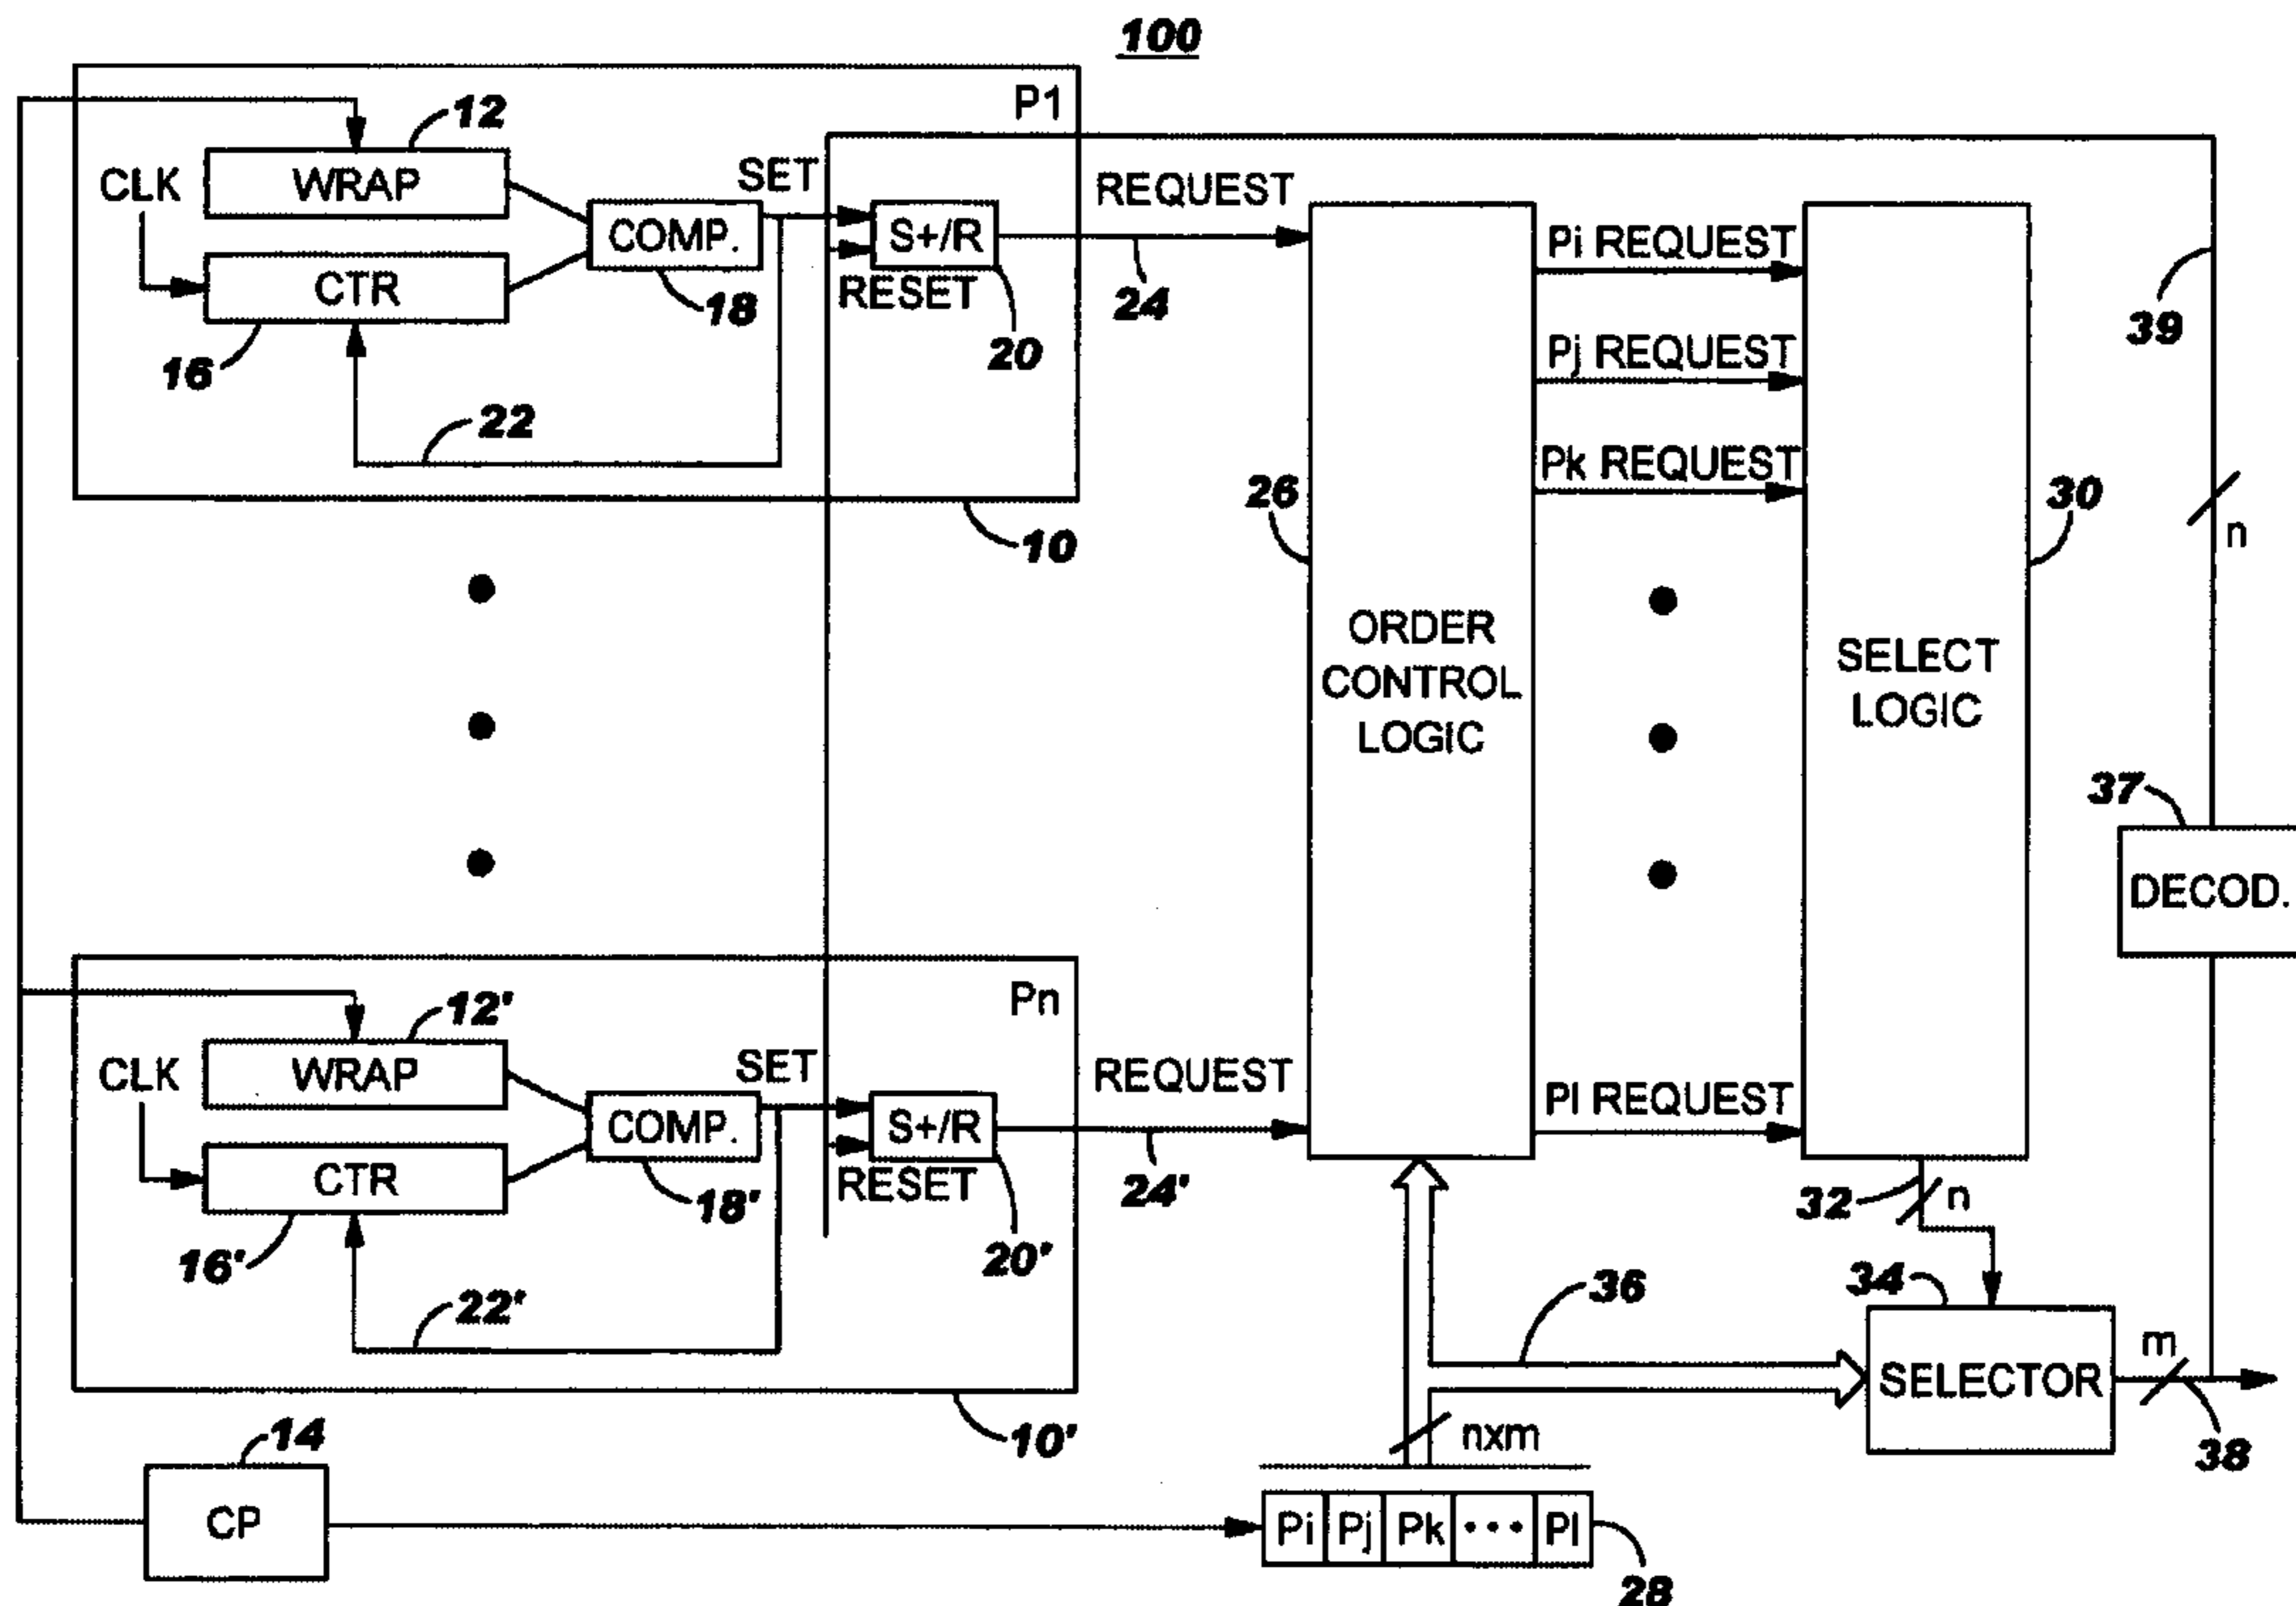 100
P1
12
CLK
WRAP
SET
REQUEST
COMP.
S+/R
CTR
18
RESET
20
24
16
22
10
Pi REQUEST
Pj REQUEST
Pk REQUEST
26
30
39
n
ORDER
CONTROL
LOGIC
SELECT
LOGIC
37
DECOD.
Pn
12'
CLK
WRAP
SET
REQUEST
COMP.
S+/R
CTR
18'
RESET
20'
24'
16'
22'
10'
Pl REQUEST
32
n
34
36
SELECTOR
m
38
nxm
14
CP
Pi Pj Pk ••• Pl
28